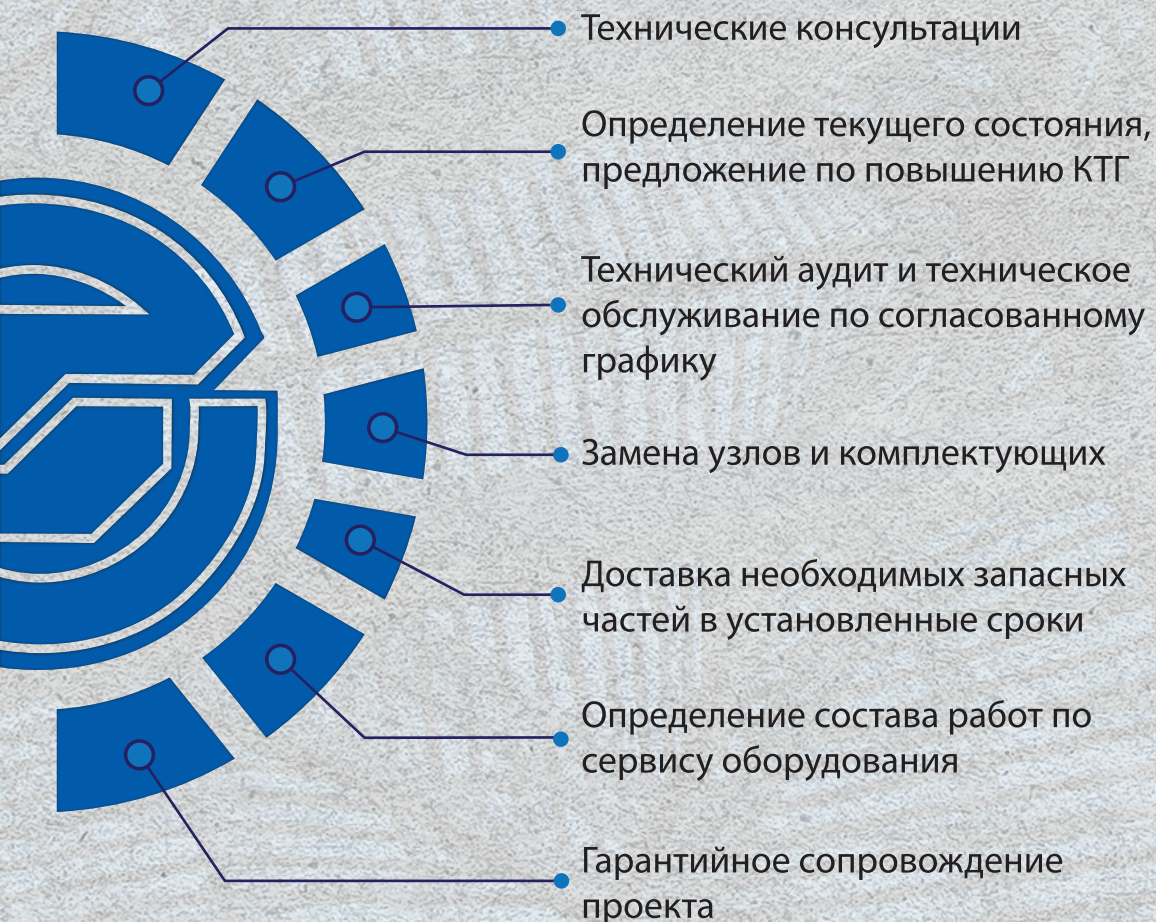 Технические консультации
Определение текущего состояния,
предложение по повышению КТГ
Технический аудит и техническое
обслуживание по согласованному
графику
Замена узлов и комплектующих
Доставка необходимых запасных
частей в установленные сроки
Определение состава работ по
сервису оборудования
Гарантийное сопровождение
проекта